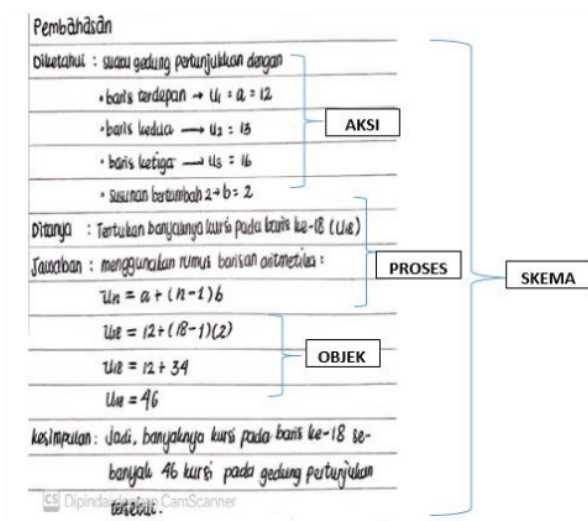 Pembahasan
Diketahui : suatu gedung pertunjukkan dengan
• baris terdepan → U₁ = a = 12
• baris kedua → U₂ = 13
• baris ketiga → U₃ = 16
• susunan bertambah 2 → b = 2
AKSI
Ditanya : Tentukan banyaknya kursi pada baris ke-18 (U₁₈)
Jawaban : menggunakan rumus barisan aritmetika :
Un = a + (n-1)b
PROSES
SKEMA
U₁₈ = 12 + (18-1)(2)
U₁₈ = 12 + 34
U₁₈ = 46
OBJEK
kesimpulan : Jadi, banyaknya kursi pada baris ke-18 se-
banyak 46 kursi pada gedung pertunjukan
tersebut.
CS Dipindai dengan CamScanner